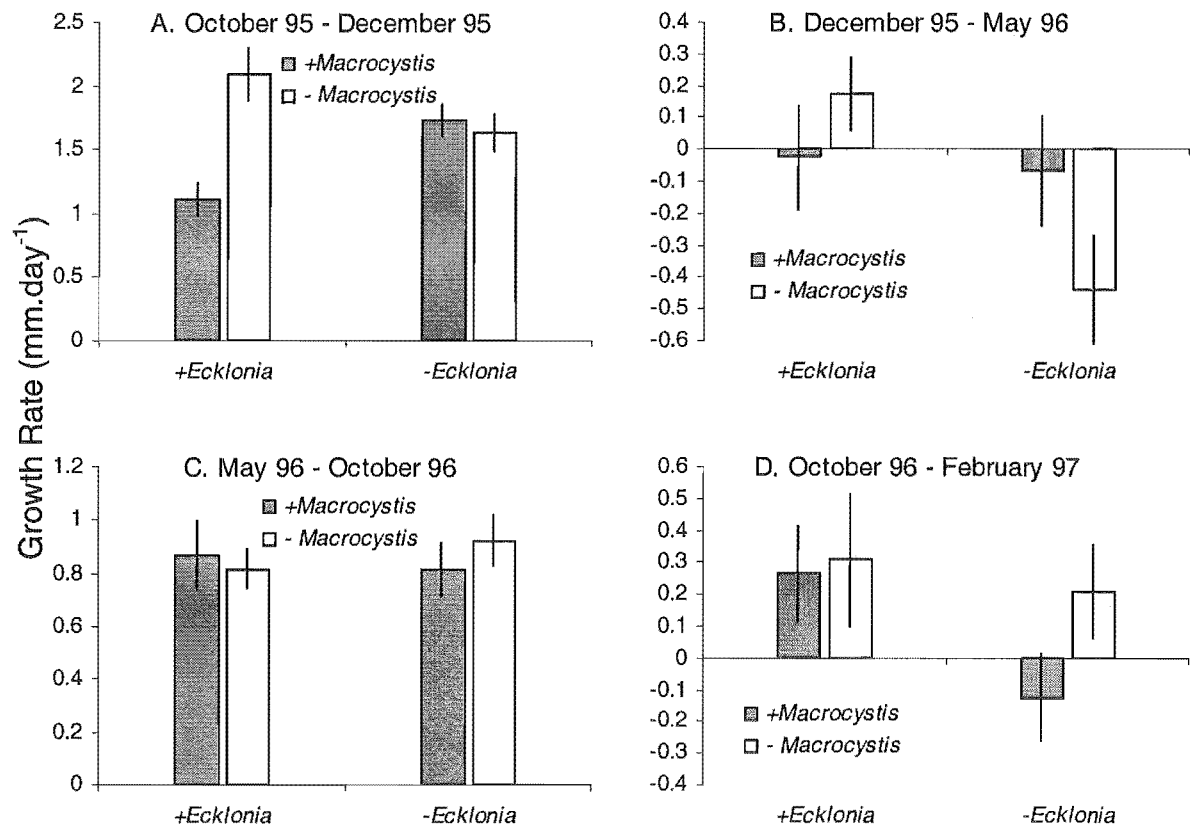 Growth Rate (mm.day-1)
A. October 95 - December 95
+Macrocystis
- Macrocystis
2.5
2
1.5
1
0.5
0
+Ecklonia
-Ecklonia
B. December 95 - May 96
0.4
0.3
0.2
0.1
0
-0.1
-0.2
-0.3
-0.4
-0.5
-0.6
+Macrocystis
- Macrocystis
+Ecklonia
-Ecklonia
C. May 96 - October 96
+Macrocystis
- Macrocystis
1.2
1
0.8
0.6
0.4
0.2
0
+Ecklonia
-Ecklonia
D. October 96 - February 97
0.6
0.5
0.4
0.3
0.2
0.1
0
-0.1
-0.2
-0.3
-0.4
+Macrocystis
- Macrocystis
+Ecklonia
-Ecklonia